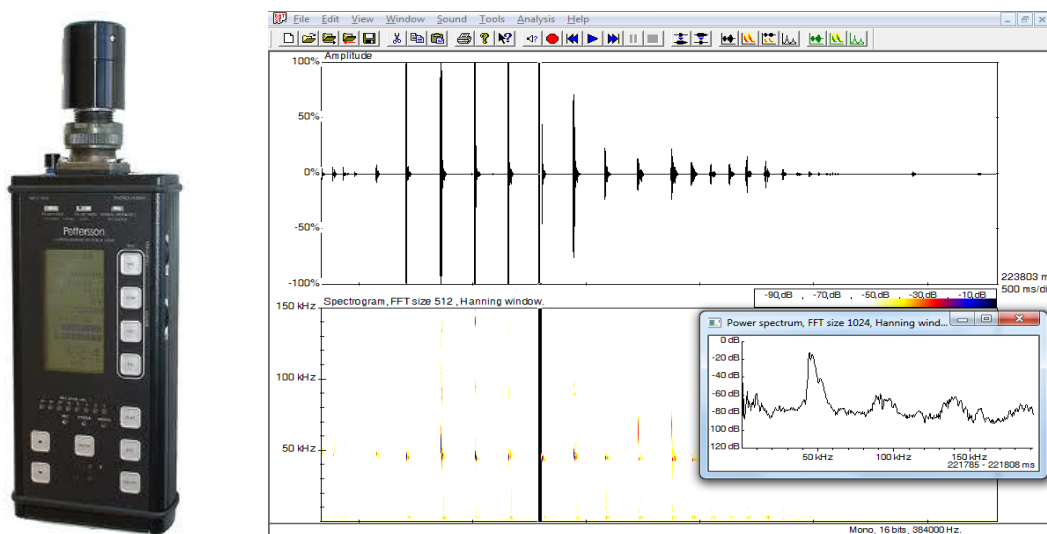 Pettersson
File Edit View Window Sound Tools Analysis Help
Amplitude
100%
50%
0%
-50%
-100%
223803 m
500 ms/di
Spectrogram, FFT size 512 , Hanning window.
-90,dB , -70,dB , -50,dB -30,dB -10,dB
150 kHz
100 kHz
50 kHz
Power spectrum, FFT size 1024, Hanning wind...
0 dB
-20 dB
-40 dB
-60 dB
-80 dB
100 dB
120 dB
50 kHz 100 kHz 150 kHz
221785 - 221808 ms
Mono, 16 bits, 384000 Hz.